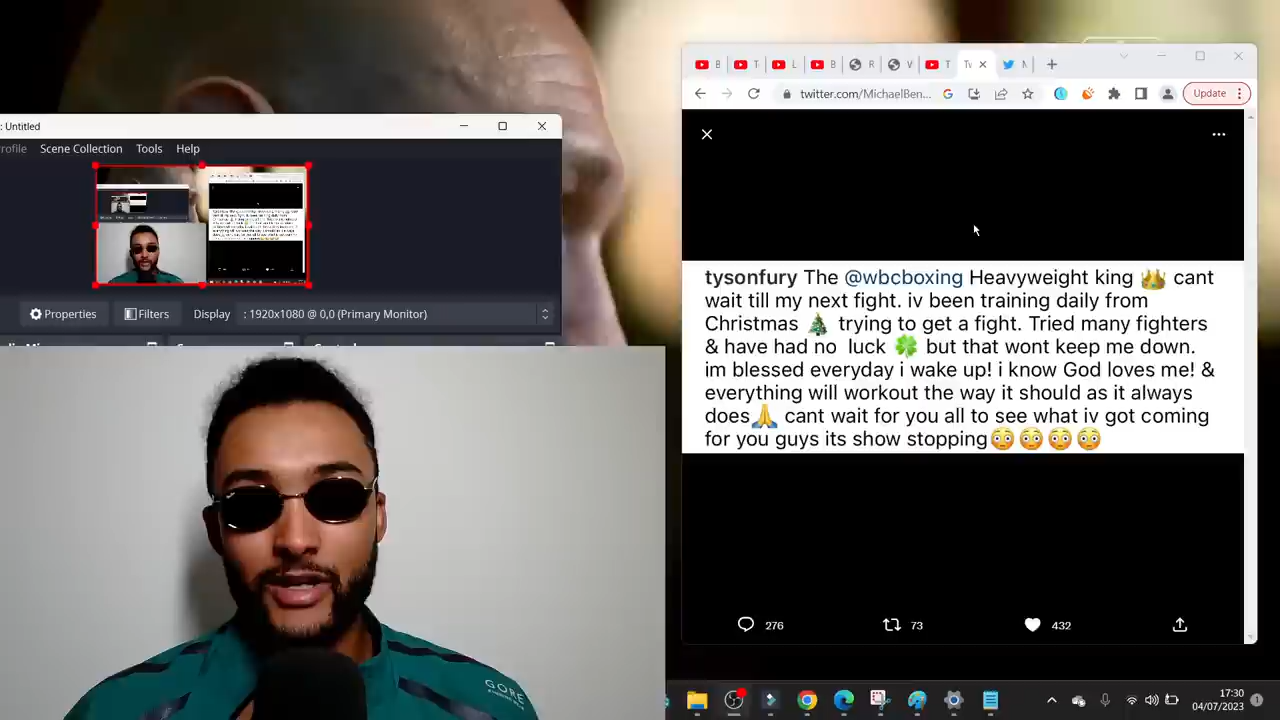 : Untitled
rofile Scene Collection Tools Help
Properties Filters Display : 1920x1080 @ 0,0 (Primary Monitor)
GORE
twitter.com/MichaelBen... Update
tysonfury The @wbcboxing Heavyweight king 👑 cant
wait till my next fight. iv been training daily from
Christmas 🎄 trying to get a fight. Tried many fighters
& have had no luck 🍀 but that wont keep me down.
im blessed everyday i wake up! i know God loves me! &
everything will workout the way it should as it always
does🙏 cant wait for you all to see what iv got coming
for you guys its show stopping😳😳😳😳
276 73 432
17:30
04/07/2023